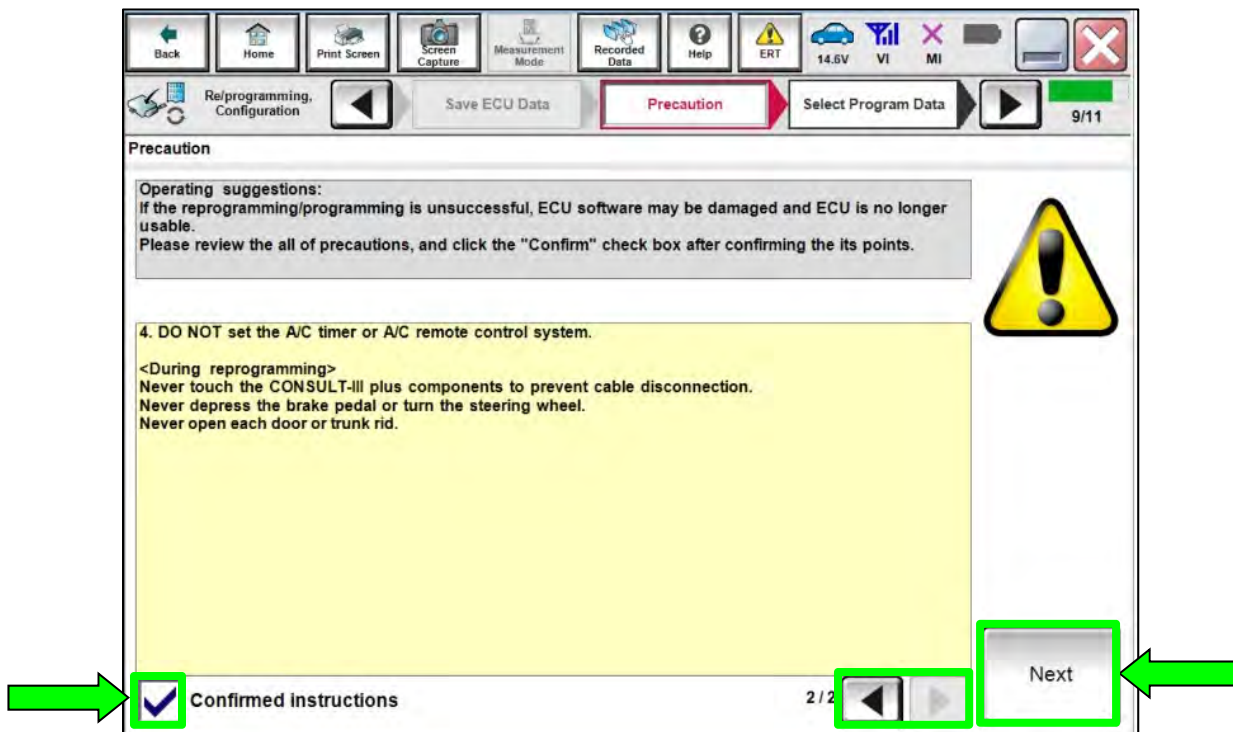 Back
Home
Print Screen
Screen
Capture
Measurement
Mode
Recorded
Data
Help
ERT
14.6V
VI
MI
Re/programming,
Configuration
Save ECU Data
Precaution
Select Program Data
9/11
Precaution
Operating suggestions:
If the reprogramming/programming is unsuccessful, ECU software may be damaged and ECU is no longer
usable.
Please review the all of precautions, and click the "Confirm" check box after confirming the its points.
4. DO NOT set the A/C timer or A/C remote control system.
<During reprogramming>
Never touch the CONSULT-III plus components to prevent cable disconnection.
Never depress the brake pedal or turn the steering wheel.
Never open each door or trunk rid.
Confirmed instructions
2/2
Next